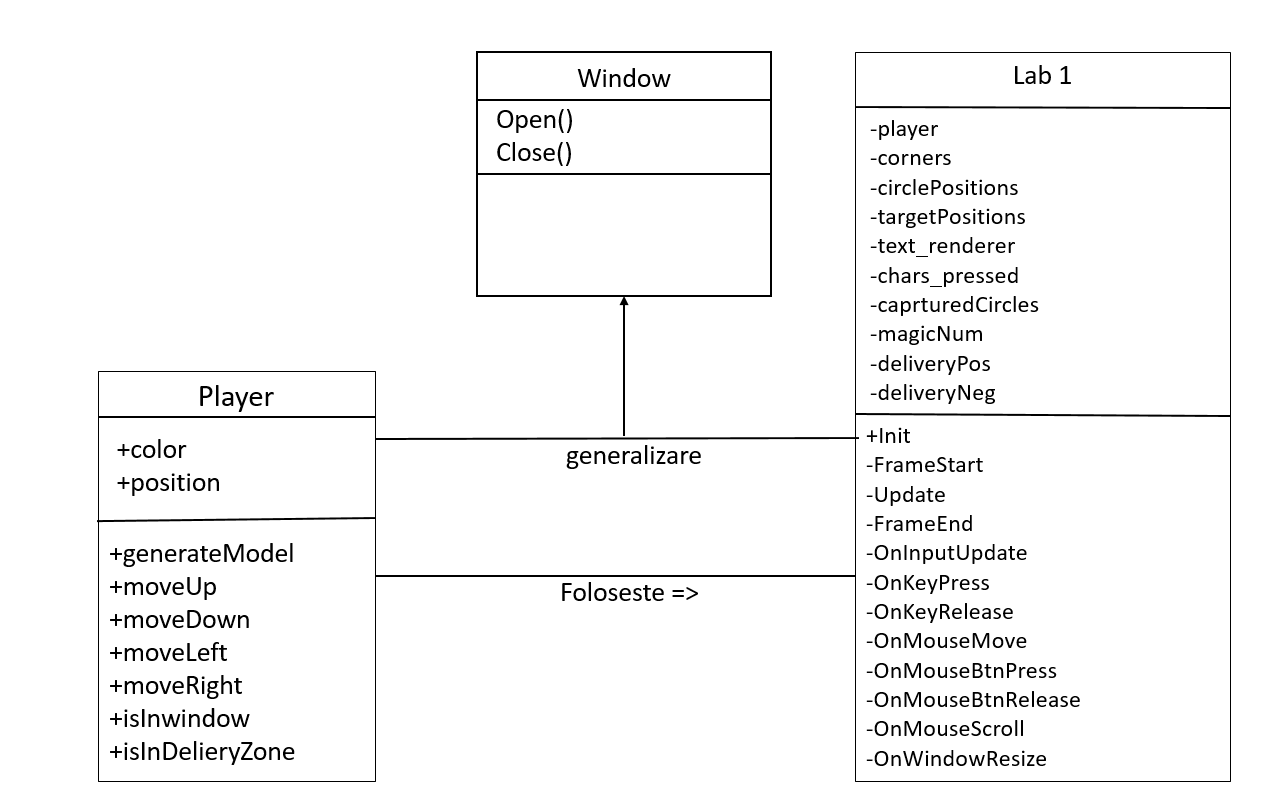 Window
Open()
Close()
Lab 1
-player
-corners
-circlePositions
-targetPositions
-text_renderer
-chars_pressed
-caprturedCircles
-magicNum
-deliveryPos
-deliveryNeg
+Init
-FrameStart
-Update
-FrameEnd
-OnInputUpdate
-OnKeyPress
-OnKeyRelease
-OnMouseMove
-OnMouseBtnPress
-OnMouseBtnRelease
-OnMouseScroll
-OnWindowResize
Player
+color
+position
+generateModel
+moveUp
+moveDown
+moveLeft
+moveRight
+isInwindow
+isInDelieryZone
generalizare
Foloseste =>